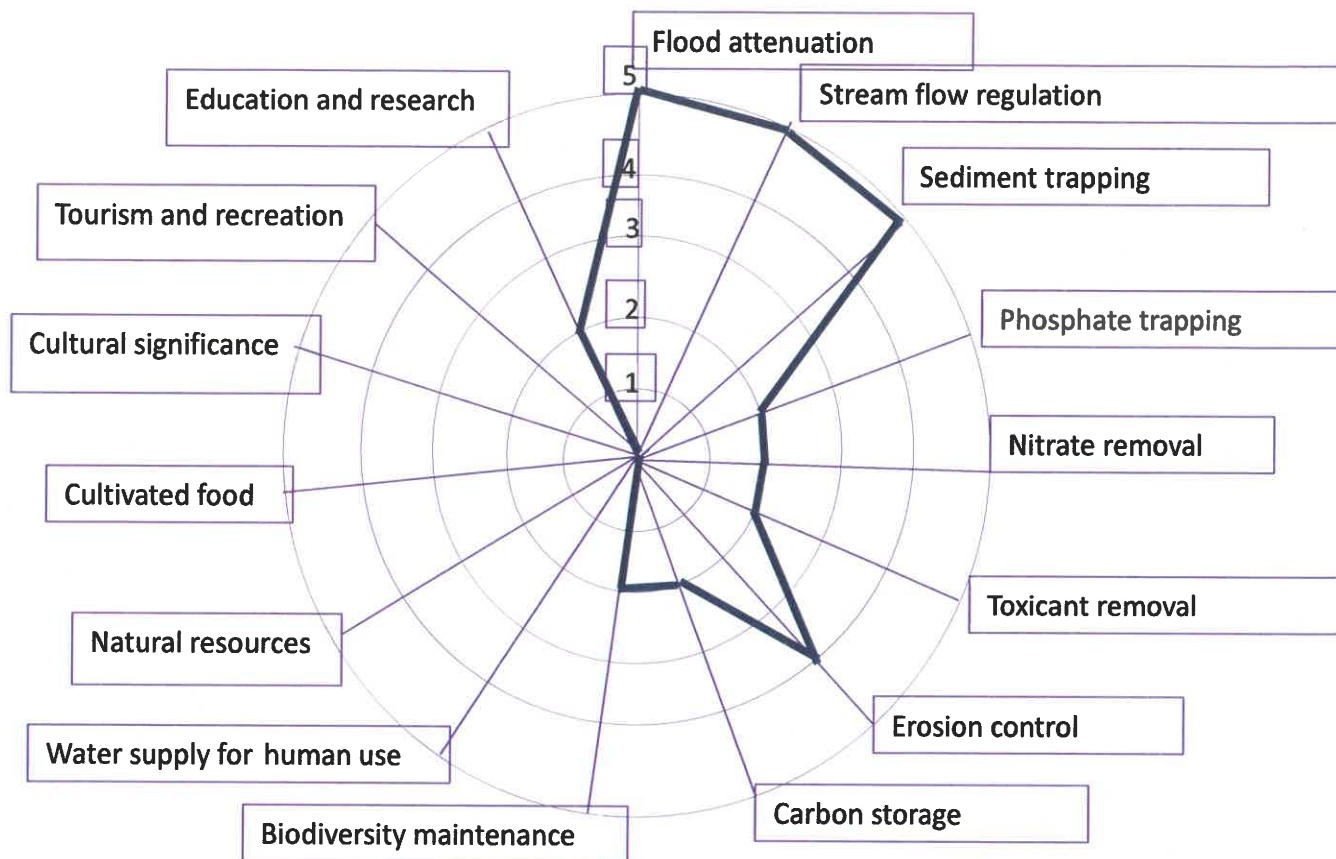 Flood attenuation
5
Stream flow regulation
Education and research
4
Sediment trapping
Tourism and recreation
3
2
Phosphate trapping
Cultural significance
1
Nitrate removal
Cultivated food
Toxicant removal
Natural resources
Erosion control
Water supply for human use
Carbon storage
Biodiversity maintenance